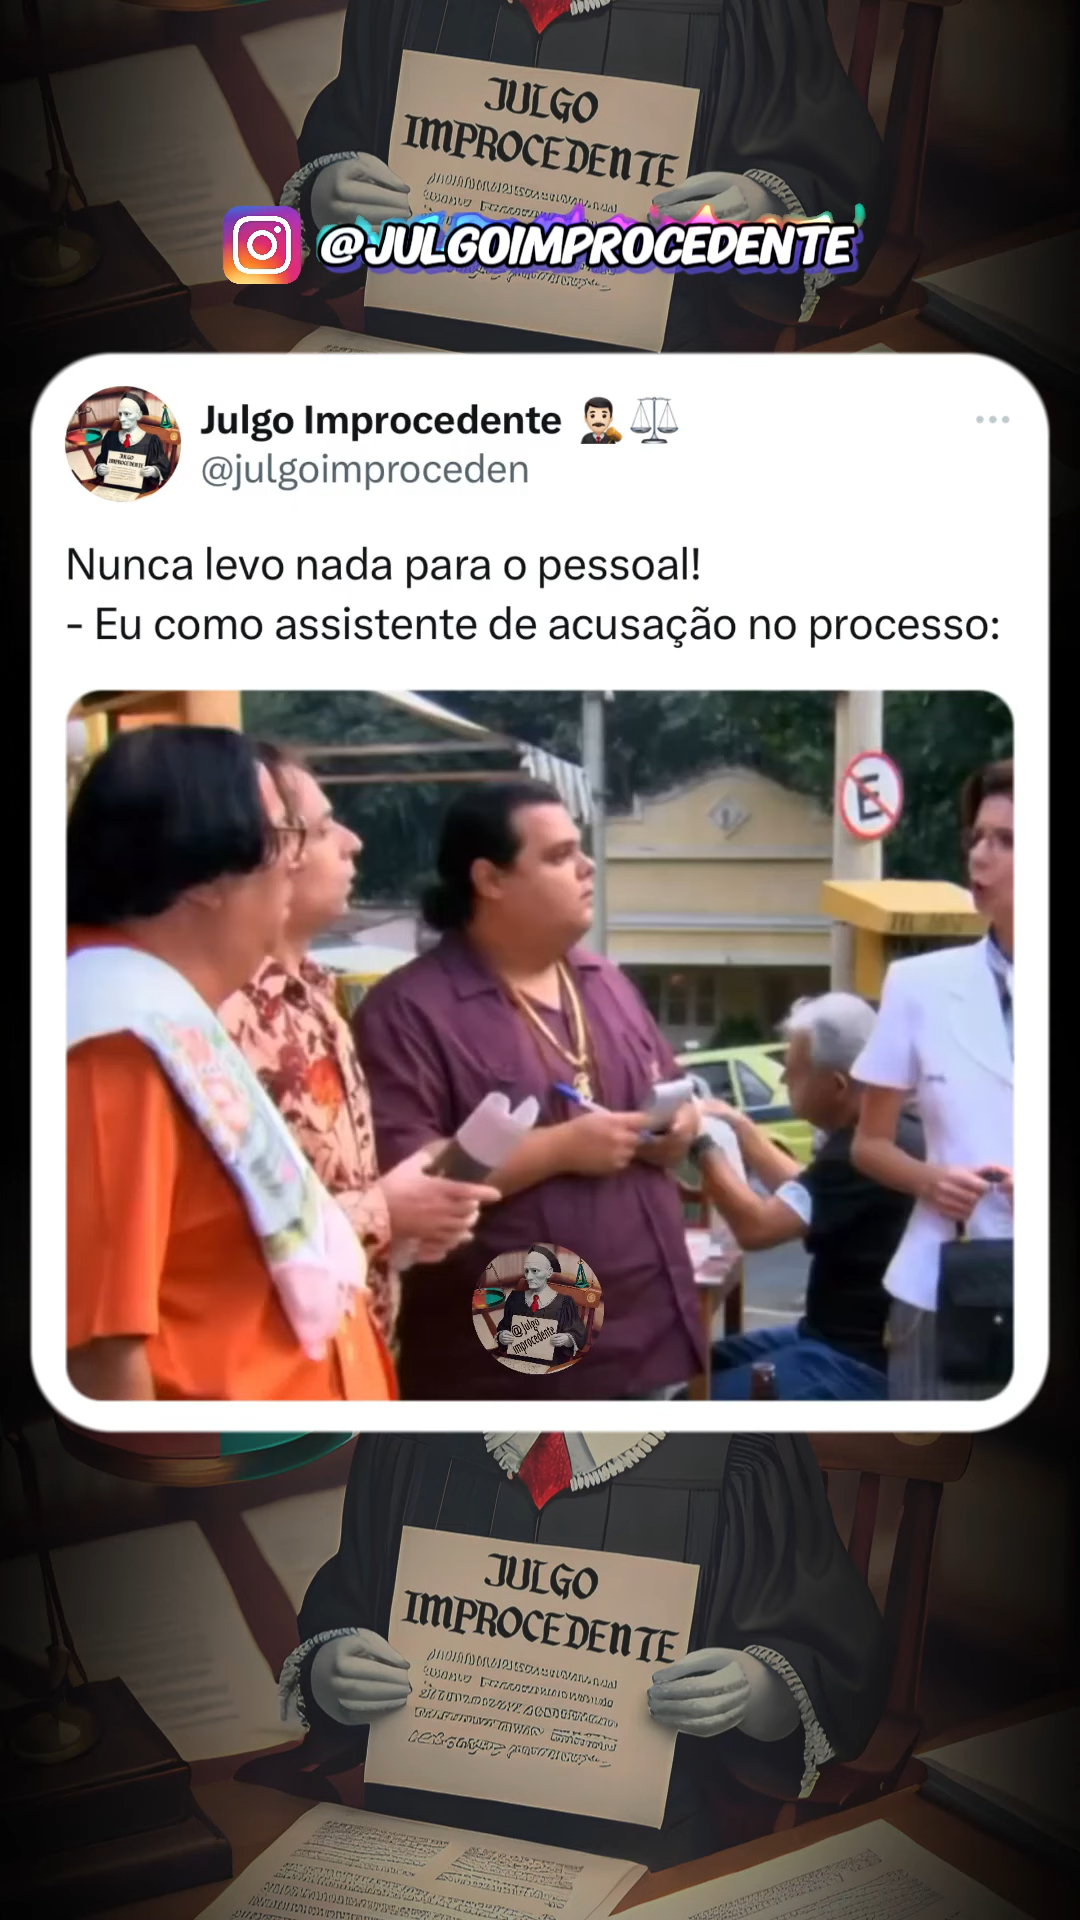 JULGO
IMPROCEDENTE
@JULGOIMPROCEDENTE
Julgo Improcedente
@julgoimproceden
Nunca levo nada para o pessoal!
- Eu como assistente de acusação no processo:
E
@julgo
improcedente
JULGO
IMPROCEDENTE